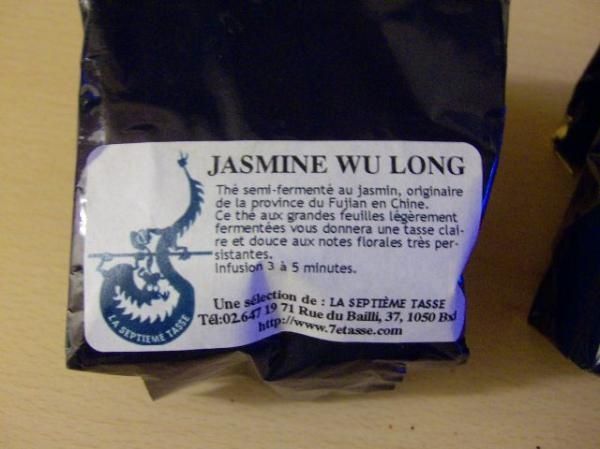 JASMINE WU LONG
Thé semi-fermenté au jasmin, originaire
de la province du Fujian en Chine.
Ce thé aux grandes feuilles légèrement
fermentées vous donnera une tasse clai-
re et douce aux notes florales très per-
sistantes.
Infusion 3 à 5 minutes.
LA SEPTIEME TASSE
Une sélection de : LA SEPTIÈME TASSE
Tél:02.647 19 71 Rue du Bailli, 37, 1050 Bxl
http://www.7etasse.com